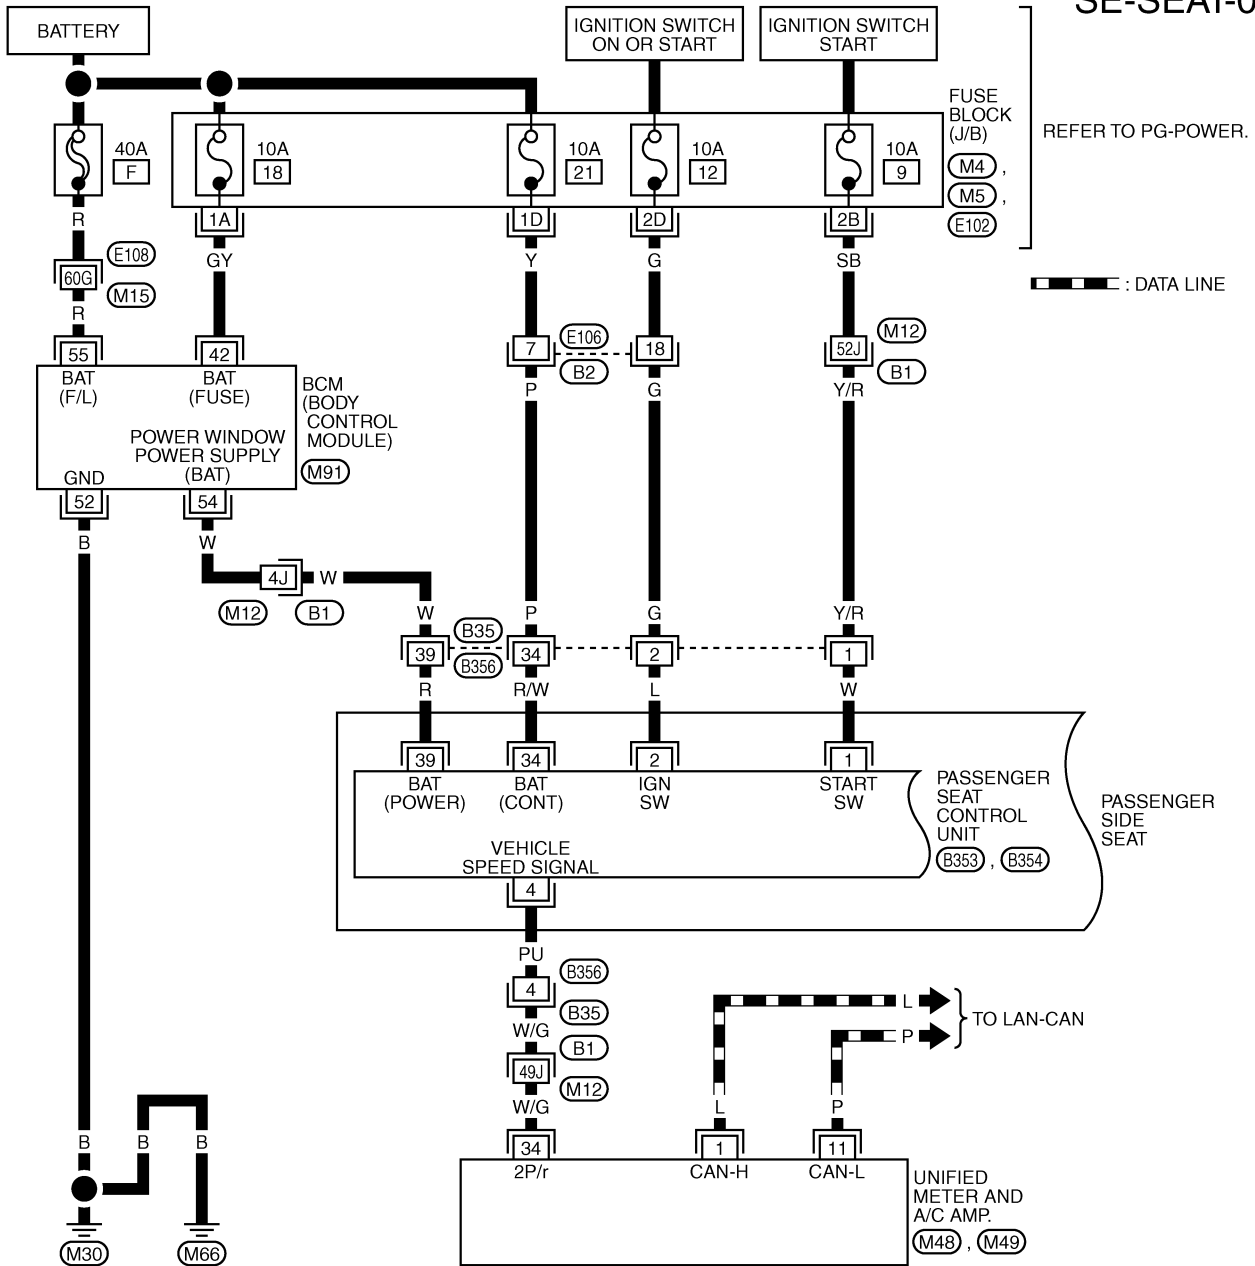 SE-SEAT-0
BATTERY
IGNITION SWITCH
ON OR START
IGNITION SWITCH
START
FUSE
BLOCK
(J/B)
M4 ,
M5 ,
E102
REFER TO PG-POWER.
40A
F
10A
18
10A
21
10A
12
10A
9
1A
1D
2D
2B
R
GY
Y
G
SB
: DATA LINE
60G
E108
M15
R
7
E106
B2
18
52J
M12
B1
P
G
Y/R
55
42
BAT
(F/L)
BAT
(FUSE)
BCM
(BODY
CONTROL
MODULE)
M91
POWER WINDOW
POWER SUPPLY
(BAT)
GND
52
54
B
W
4J
W
M12
B1
W
P
G
Y/R
39
B35
B356
34
2
1
R
R/W
L
W
39
34
2
1
BAT
(POWER)
BAT
(CONT)
IGN
SW
START
SW
PASSENGER
SEAT
CONTROL
UNIT
B353 , B354
PASSENGER
SIDE
SEAT
VEHICLE
SPEED SIGNAL
4
PU
4
B356
B35
W/G
49J
B1
M12
W/G
L
P
TO LAN-CAN
L
P
34
1
11
2P/r
CAN-H
CAN-L
UNIFIED
METER AND
A/C AMP.
M48 , M49
B
B
B
M30
M66